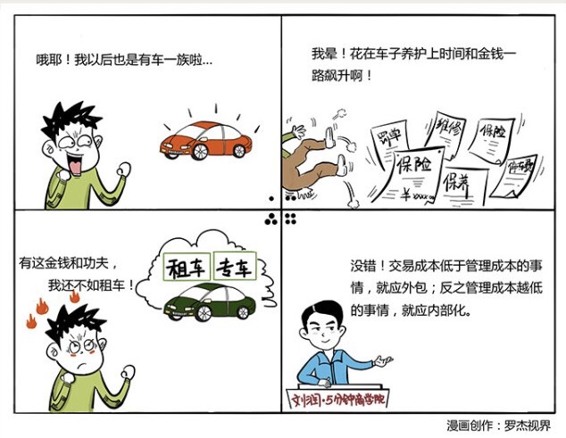 哦耶！我以后也是有车一族啦...
我晕！花在车子养护上时间和金钱一
路飙升啊！
罚单
维修
保险
保险
¥
保养
停车费
有这金钱和功夫，
我还不如租车！
租车
专车
没错！交易成本低于管理成本的事
情，就应外包；反之管理成本越低
的事情，就应内部化。
刘润·5分钟商学院
漫画创作：罗杰视界